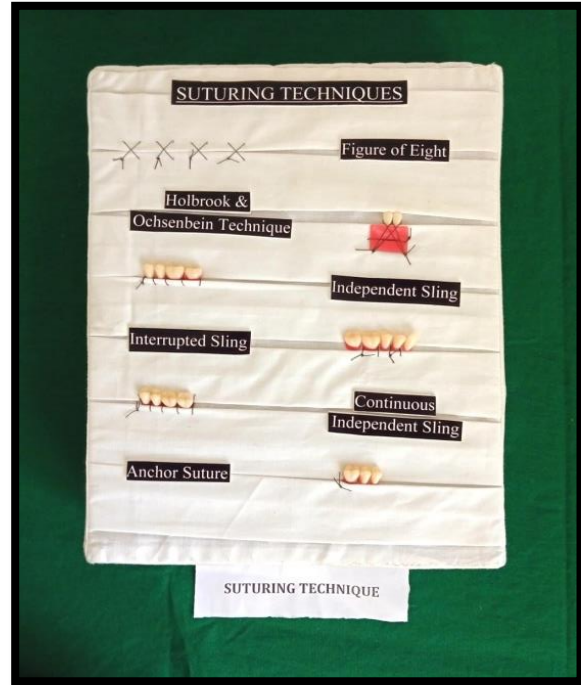 SUTURING TECHNIQUES
Figure of Eight
Holbrook &
Ochsenbein Technique
Independent Sling
Interrupted Sling
Continuous
Independent Sling
Anchor Suture
SUTURING TECHNIQUE